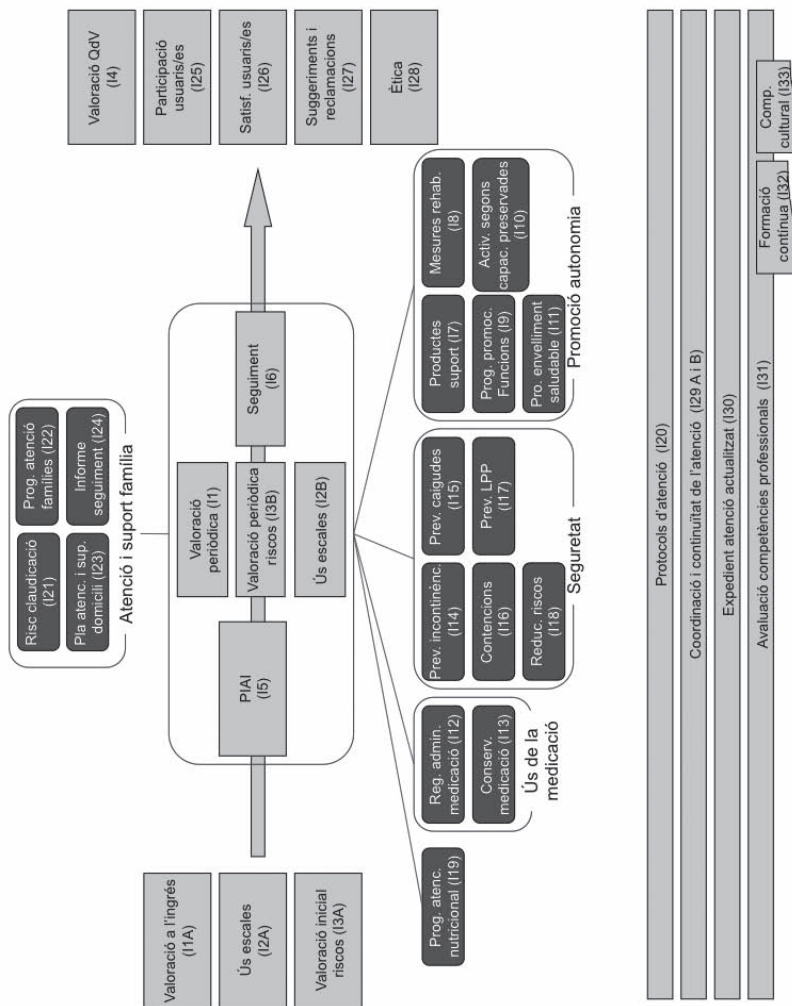 Valoració a l'ingrés
(I1A)
Ús escales
(I2A)
Valoració inicial
riscos (I3A)
Risc claudicació
(I21)
Prog. atenció
famílies (I22)
Pla atenc. i sup.
domicili (I23)
Informe
seguiment (I24)
Atenció i suport família
PIAI
(I5)
Valoració
periòdica (I1)
Valoració periòdica
riscos (I3B)
Ús escales (I2B)
Seguiment
(I6)
Valoració QdV
(I4)
Participació
usuaris/es
(I25)
Satisf. usuaris/es
(I26)
Suggeriments i
reclamacions
(I27)
Ètica
(I28)
Prog. atenc.
nutricional (I19)
Reg. admin.
medicació (I12)
Conserv.
medicació (I13)
Ús de la
medicació
Prev. incontinènc.
(I14)
Prev. caigudes
(I15)
Contencions
(I16)
Prev. LPP
(I17)
Reduc. riscos
(I18)
Seguretat
Productes
suport (I7)
Mesures rehab.
(I8)
Prog. promoc.
Funcions (I9)
Activ. segons
capac. preservades
(I10)
Pro. envelliment
saludable (I11)
Promoció autonomia
Protocols d'atenció (I20)
Coordinació i continuïtat de l'atenció (I29 A i B)
Expedient atenció actualitzat (I30)
Avaluació competències professionals (I31)
Formació
contínua (I32)
Comp.
cultural (I33)